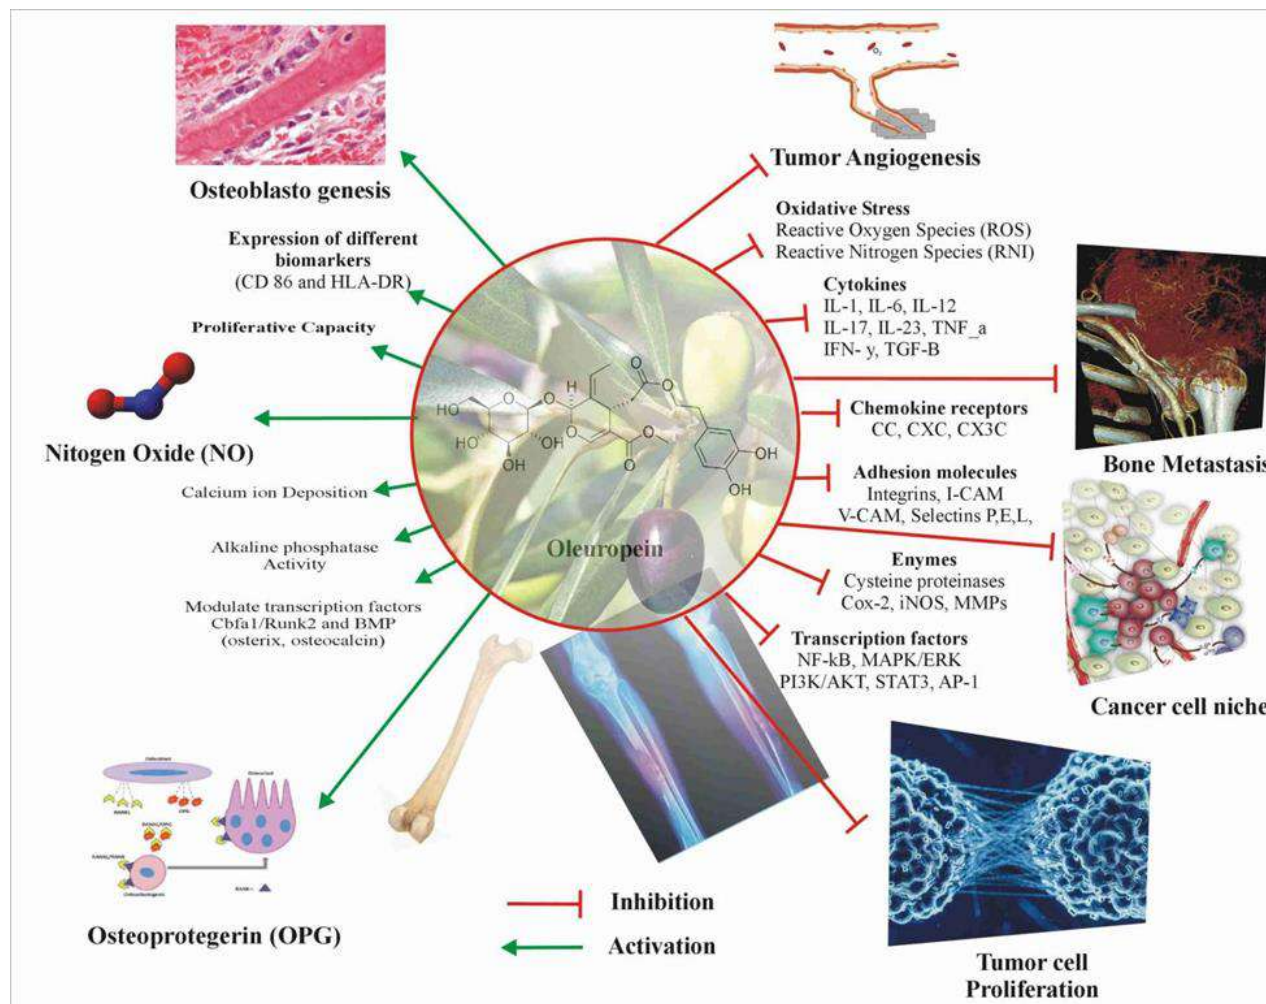 Osteoblasto genesis
Expression of different
biomarkers
(CD 86 and HLA-DR)
Proliferative Capacity
Nitogen Oxide (NO)
Calcium ion Deposition
Alkaline phosphatase
Activity
Modulate transcription factors
Cbfa1/Runk2 and BMP
(osterix, osteocalcin)
Osteoprotegerin (OPG)
O₂
Tumor Angiogenesis
Oxidative Stress
Reactive Oxygen Species (ROS)
Reactive Nitrogen Species (RNI)
Cytokines
IL-1, IL-6, IL-12
IL-17, IL-23, TNF_a
IFN- y, TGF-B
Chemokine receptors
CC, CXC, CX3C
Bone Metastasis
Adhesion molecules
Integrins, I-CAM
V-CAM, Selectins P,E,L,
Enymes
Cysteine proteinases
Cox-2, iNOS, MMPs
Transcription factors
NF-kB, MAPK/ERK
PI3K/AKT, STAT3, AP-1
Cancer cell niche
Tumor cell
Proliferation
O
H
O
O
O
HO
HO
OH
OH
O
O
O
OH
OH
Oleuropein
Inhibition
Activation